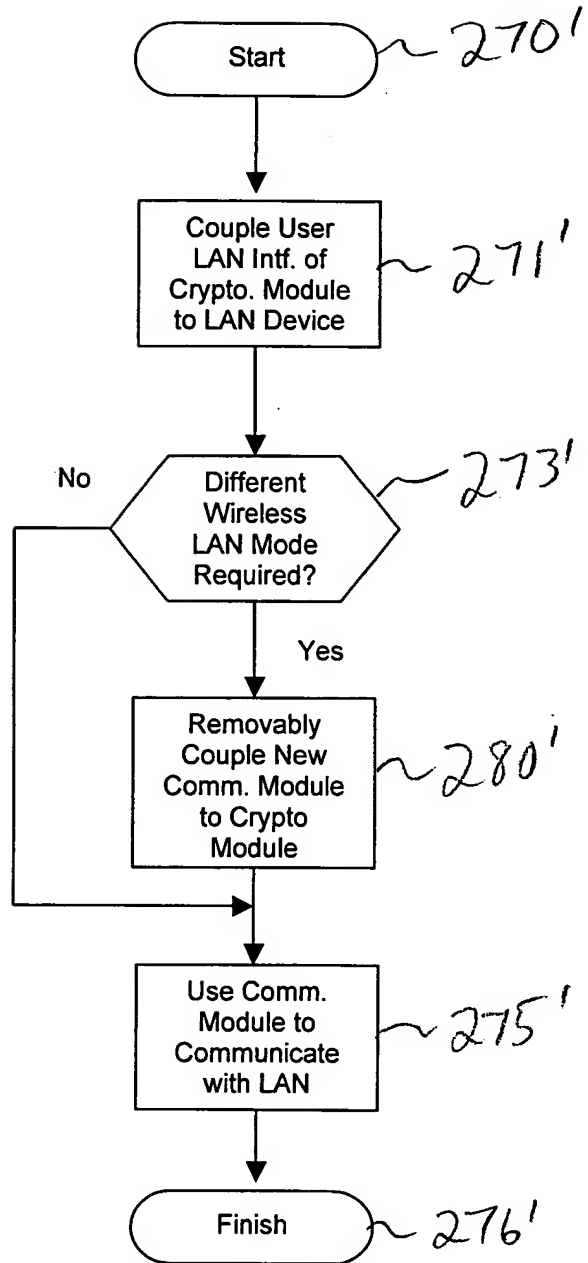 Start
270'
Couple User
LAN Intf. of
Crypto. Module
to LAN Device
271'
No
Different
Wireless
LAN Mode
Required?
273'
Yes
Removably
Couple New
Comm. Module
to Crypto
Module
280'
Use Comm.
Module to
Communicate
with LAN
275'
Finish
276'